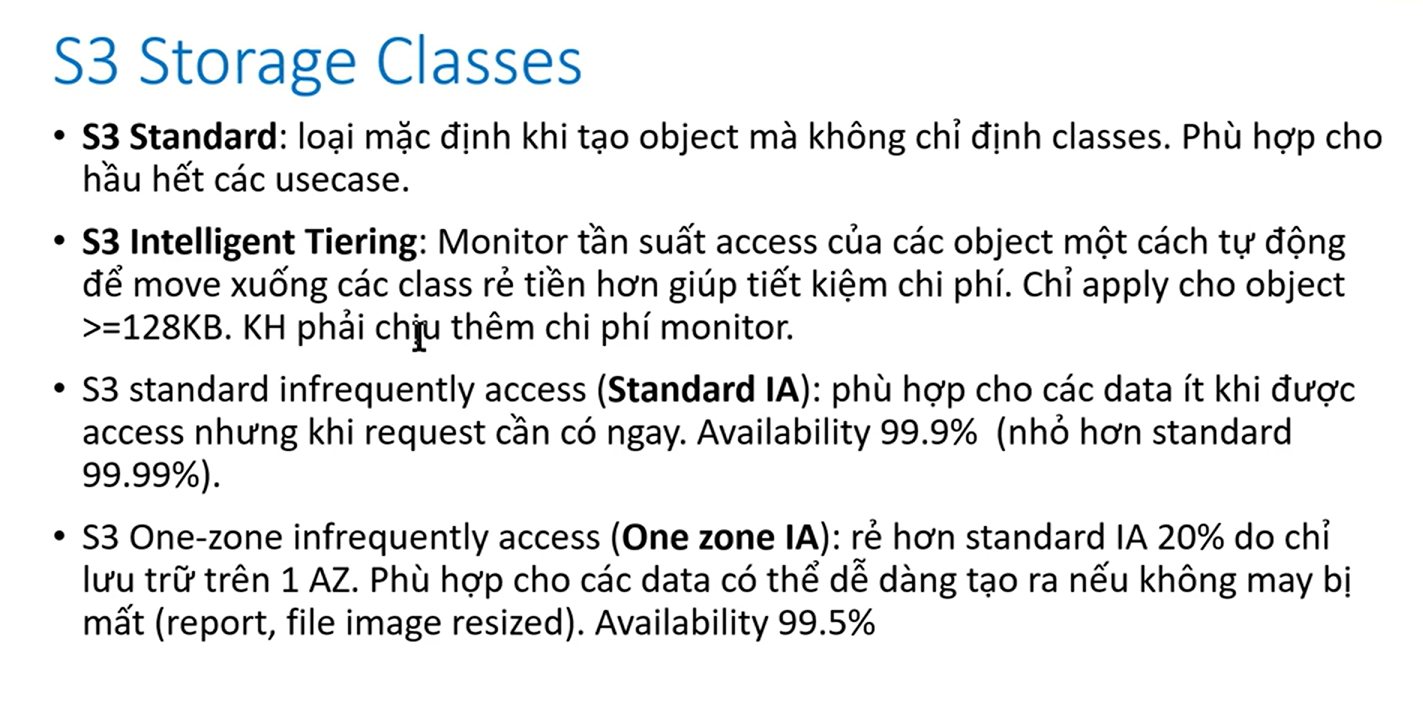 S3 Storage Classes
• S3 Standard: loại mặc định khi tạo object mà không chỉ định classes. Phù hợp cho
hầu hết các usecase.
• S3 Intelligent Tiering: Monitor tần suất access của các object một cách tự động
để move xuống các class rẻ tiền hơn giúp tiết kiệm chi phí. Chỉ apply cho object
>=128KB. KH phải chịu thêm chi phí monitor.
• S3 standard infrequently access (Standard IA): phù hợp cho các data ít khi được
access nhưng khi request cần có ngay. Availability 99.9% (nhỏ hơn standard
99.99%).
• S3 One-zone infrequently access (One zone IA): rẻ hơn standard IA 20% do chỉ
lưu trữ trên 1 AZ. Phù hợp cho các data có thể dễ dàng tạo ra nếu không may bị
mất (report, file image resized). Availability 99.5%